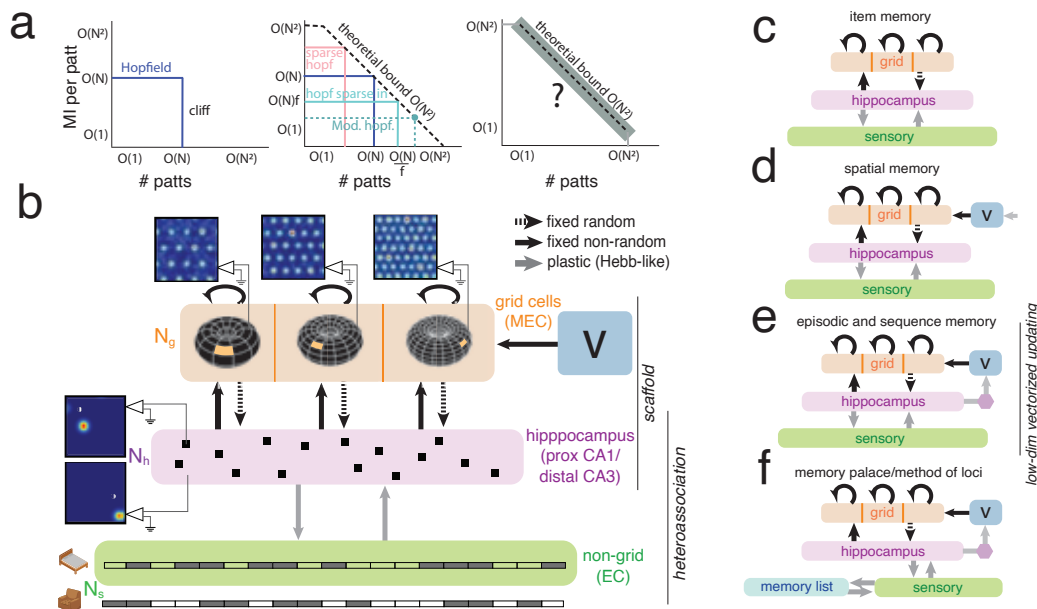 a
O(N²)
O(N)
O(1)
MI per patt
Hopfield
cliff
O(1)
O(N)
O(N²)
# patts
O(N²)
sparse
hopf
O(N)
O(N)f
hopf sparse in
O(1)
Mod. hopf.
theoretial bound O(N²)
O(1)
O(N)
O(N)
f
O(N²)
# patts
O(N²)
theoretial bound O(N²)
?
O(1)
O(1)
O(N²)
# patts
b
fixed random
fixed non-random
plastic (Hebb-like)
grid cells
(MEC)
N_g
V
scaffold
N_h
hipppocampus
(prox CA1/
distal CA3)
heteroassociation
non-grid
(EC)
N_s
c
item memory
grid
hippocampus
sensory
d
spatial memory
grid
V
hippocampus
sensory
e
episodic and sequence memory
grid
V
hippocampus
sensory
low-dim vectorized updating
f
memory palace/method of loci
grid
V
hippocampus
memory list
sensory